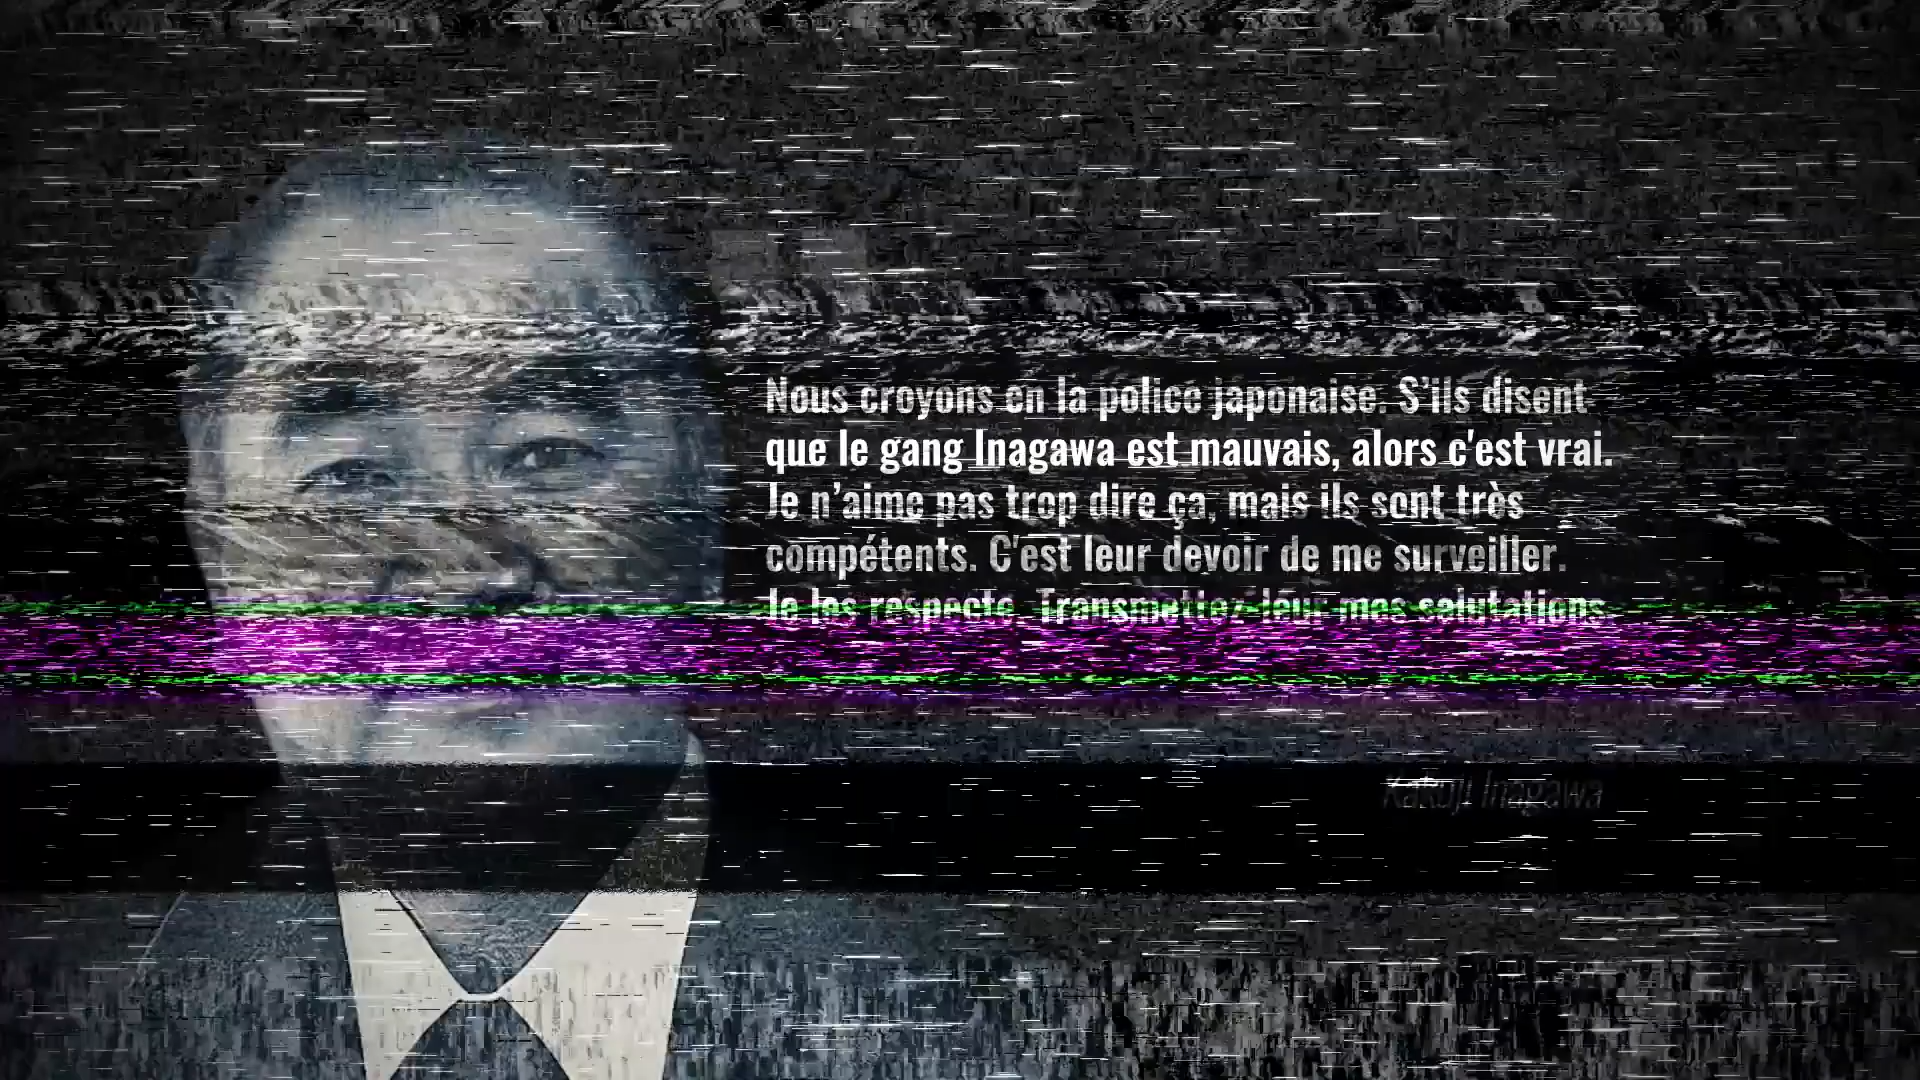 Nous croyons en la police japonaise. S’ils disent
que le gang Inagawa est mauvais, alors c'est vrai.
Je n’aime pas trop dire ça, mais ils sont très
compétents. C'est leur devoir de me surveiller.
Je les respecte. Transmettez-leur mes salutations.
Kakuji Inagawa